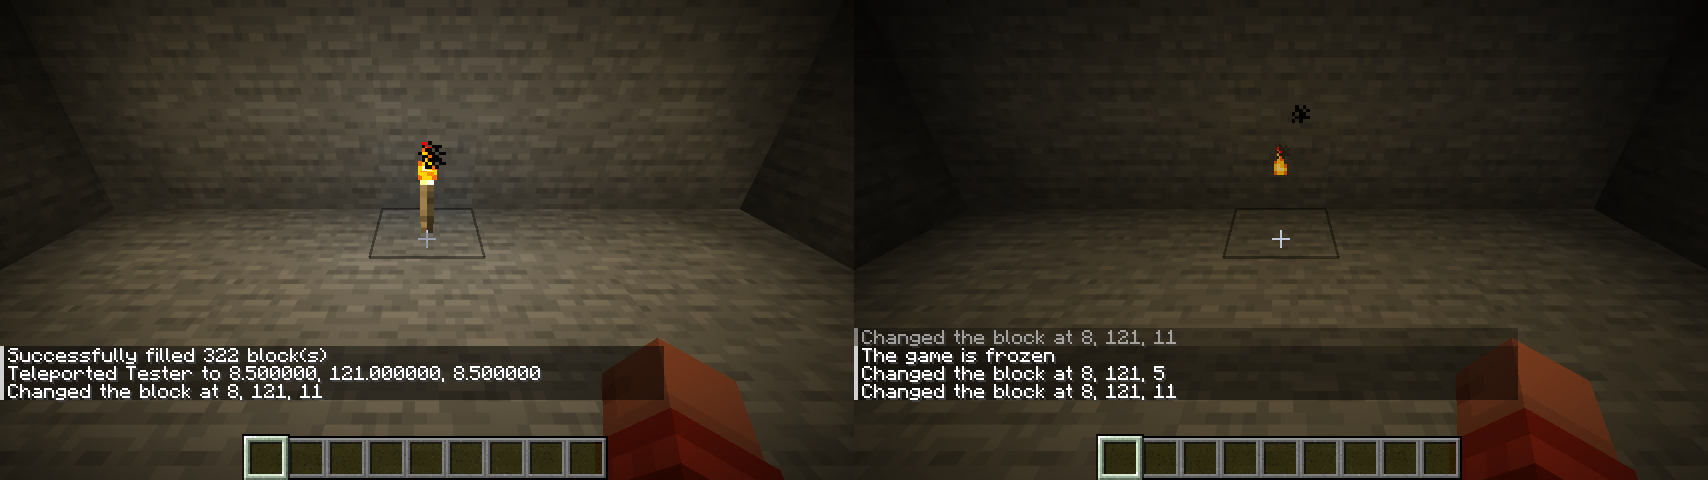 Successfully filled 322 block(s)
Teleported Tester to 8.500000, 121.000000, 8.500000
Changed the block at 8, 121, 11
Changed the block at 8, 121, 11
The game is frozen
Changed the block at 8, 121, 5
Changed the block at 8, 121, 11